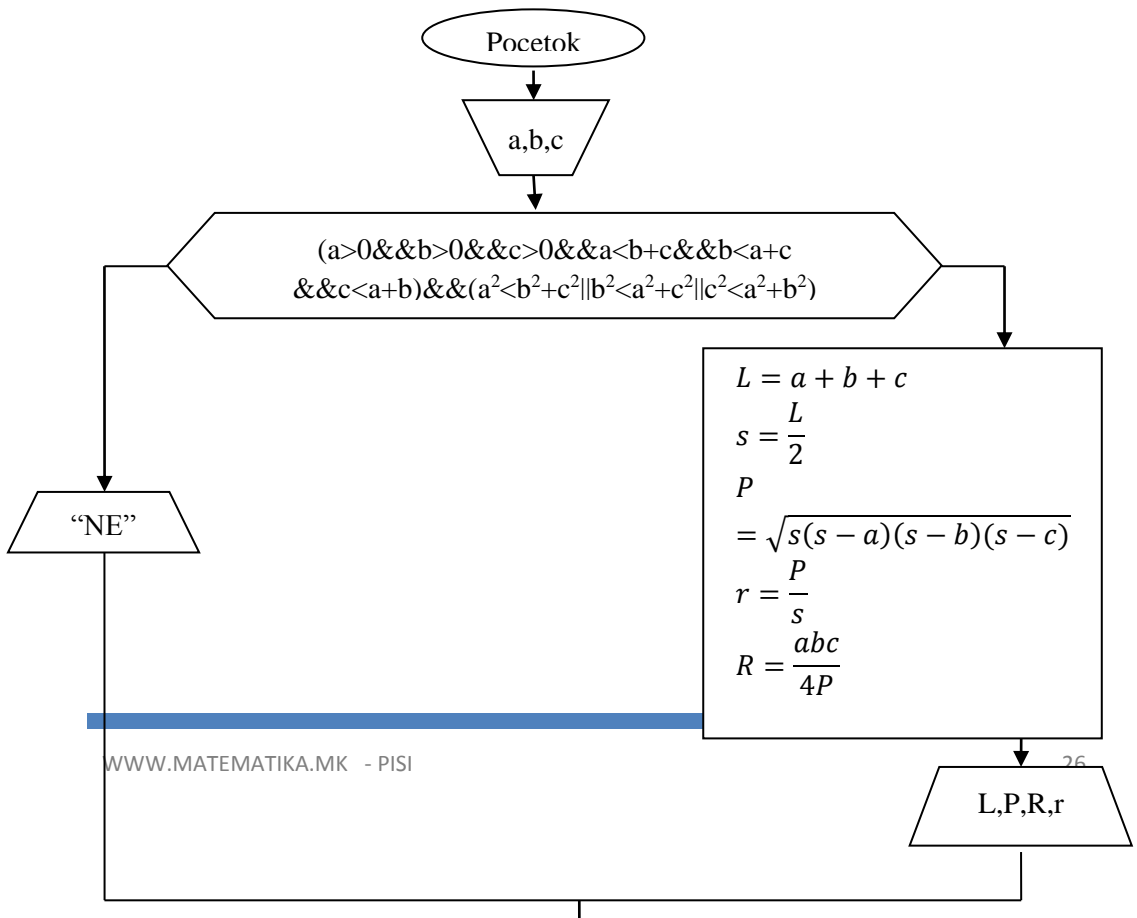 Pocetok
a,b,c
(a>0&&b>0&&c>0&&a<b+c&&b<a+c
&&c<a+b)&&(a²<b²+c²||b²<a²+c²||c²<a²+b²)
L = a + b + c
s = L/2
P
= √s(s − a)(s − b)(s − c)
r = P/s
R = abc/4P
“NE”
WWW.MATEMATIKA.MK - PISI 26
L,P,R,r